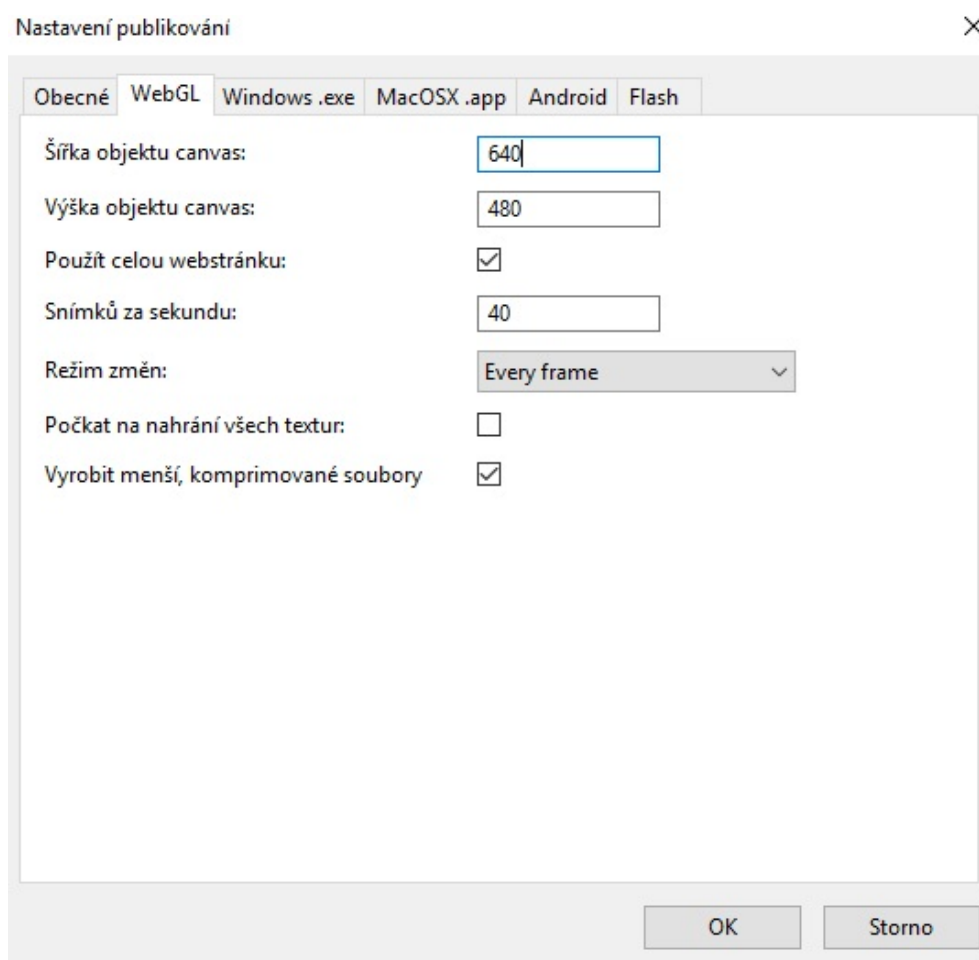 Nastavení publikování
Obecné WebGL Windows .exe MacOSX .app Android Flash
Šířka objektu canvas: 640
Výška objektu canvas: 480
Použít celou webstránku:
Snímků za sekundu: 40
Režim změn: Every frame
Počkat na nahrání všech textur:
Vyrobit menší, komprimované soubory
OK Storno